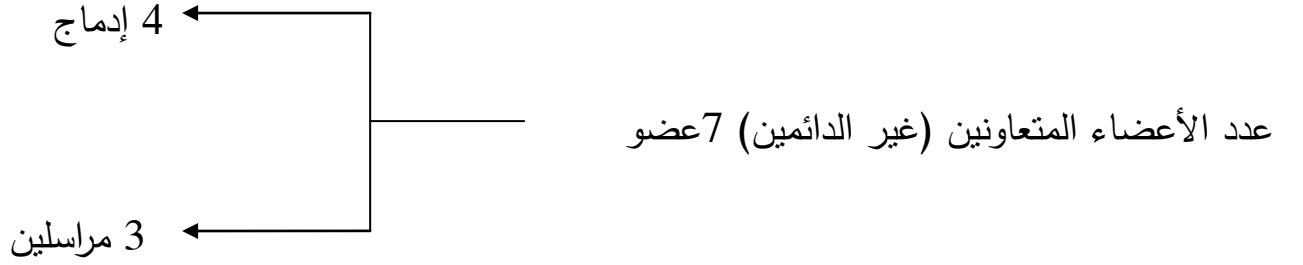 4 إدماج
عدد الأعضاء المتعاونين (غير الدائمين) 7عضو
3 مراسلين